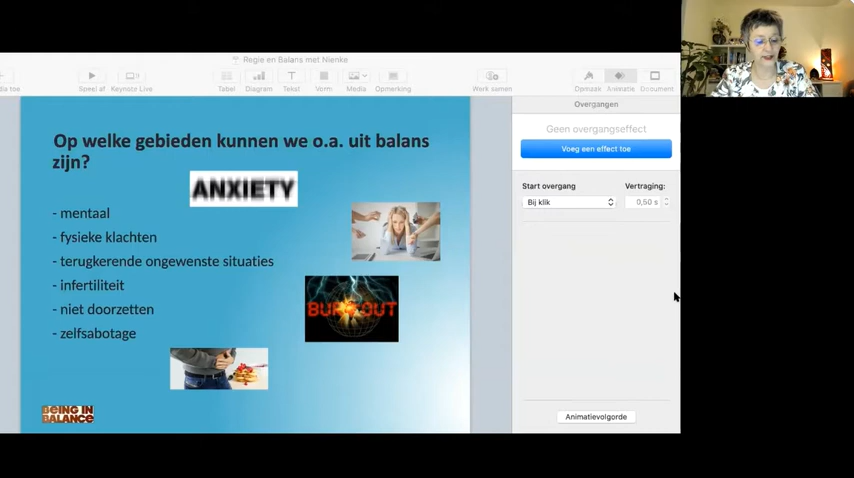 Regie en Balans met Nienke
dia toe
Speel af
Keynote Live
Tabel
Diagram
Tekst
Vorm
Media
Opmerking
Werk samen
Opmaak
Animatie
Document
Overgangen
Geen overgangseffect
Voeg een effect toe
Start overgang
Vertraging:
Bij klik
0,50 s
Animatievolgorde
Op welke gebieden kunnen we o.a. uit balans
zijn?
ANXIETY
- mentaal
- fysieke klachten
- terugkerende ongewenste situaties
- infertiliteit
- niet doorzetten
- zelfsabotage
BURNOUT
BEING IN
BALANCE